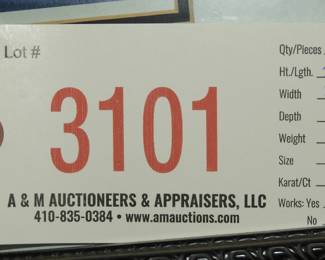 Lot #
3101
A & M AUCTIONEERS & APPRAISERS, LLC
410-835-0384 • www.amauctions.com
Qty/Pieces
Ht./Lgth.
Width
Depth
Weight
Size
Karat/Ct
Works: Yes
No